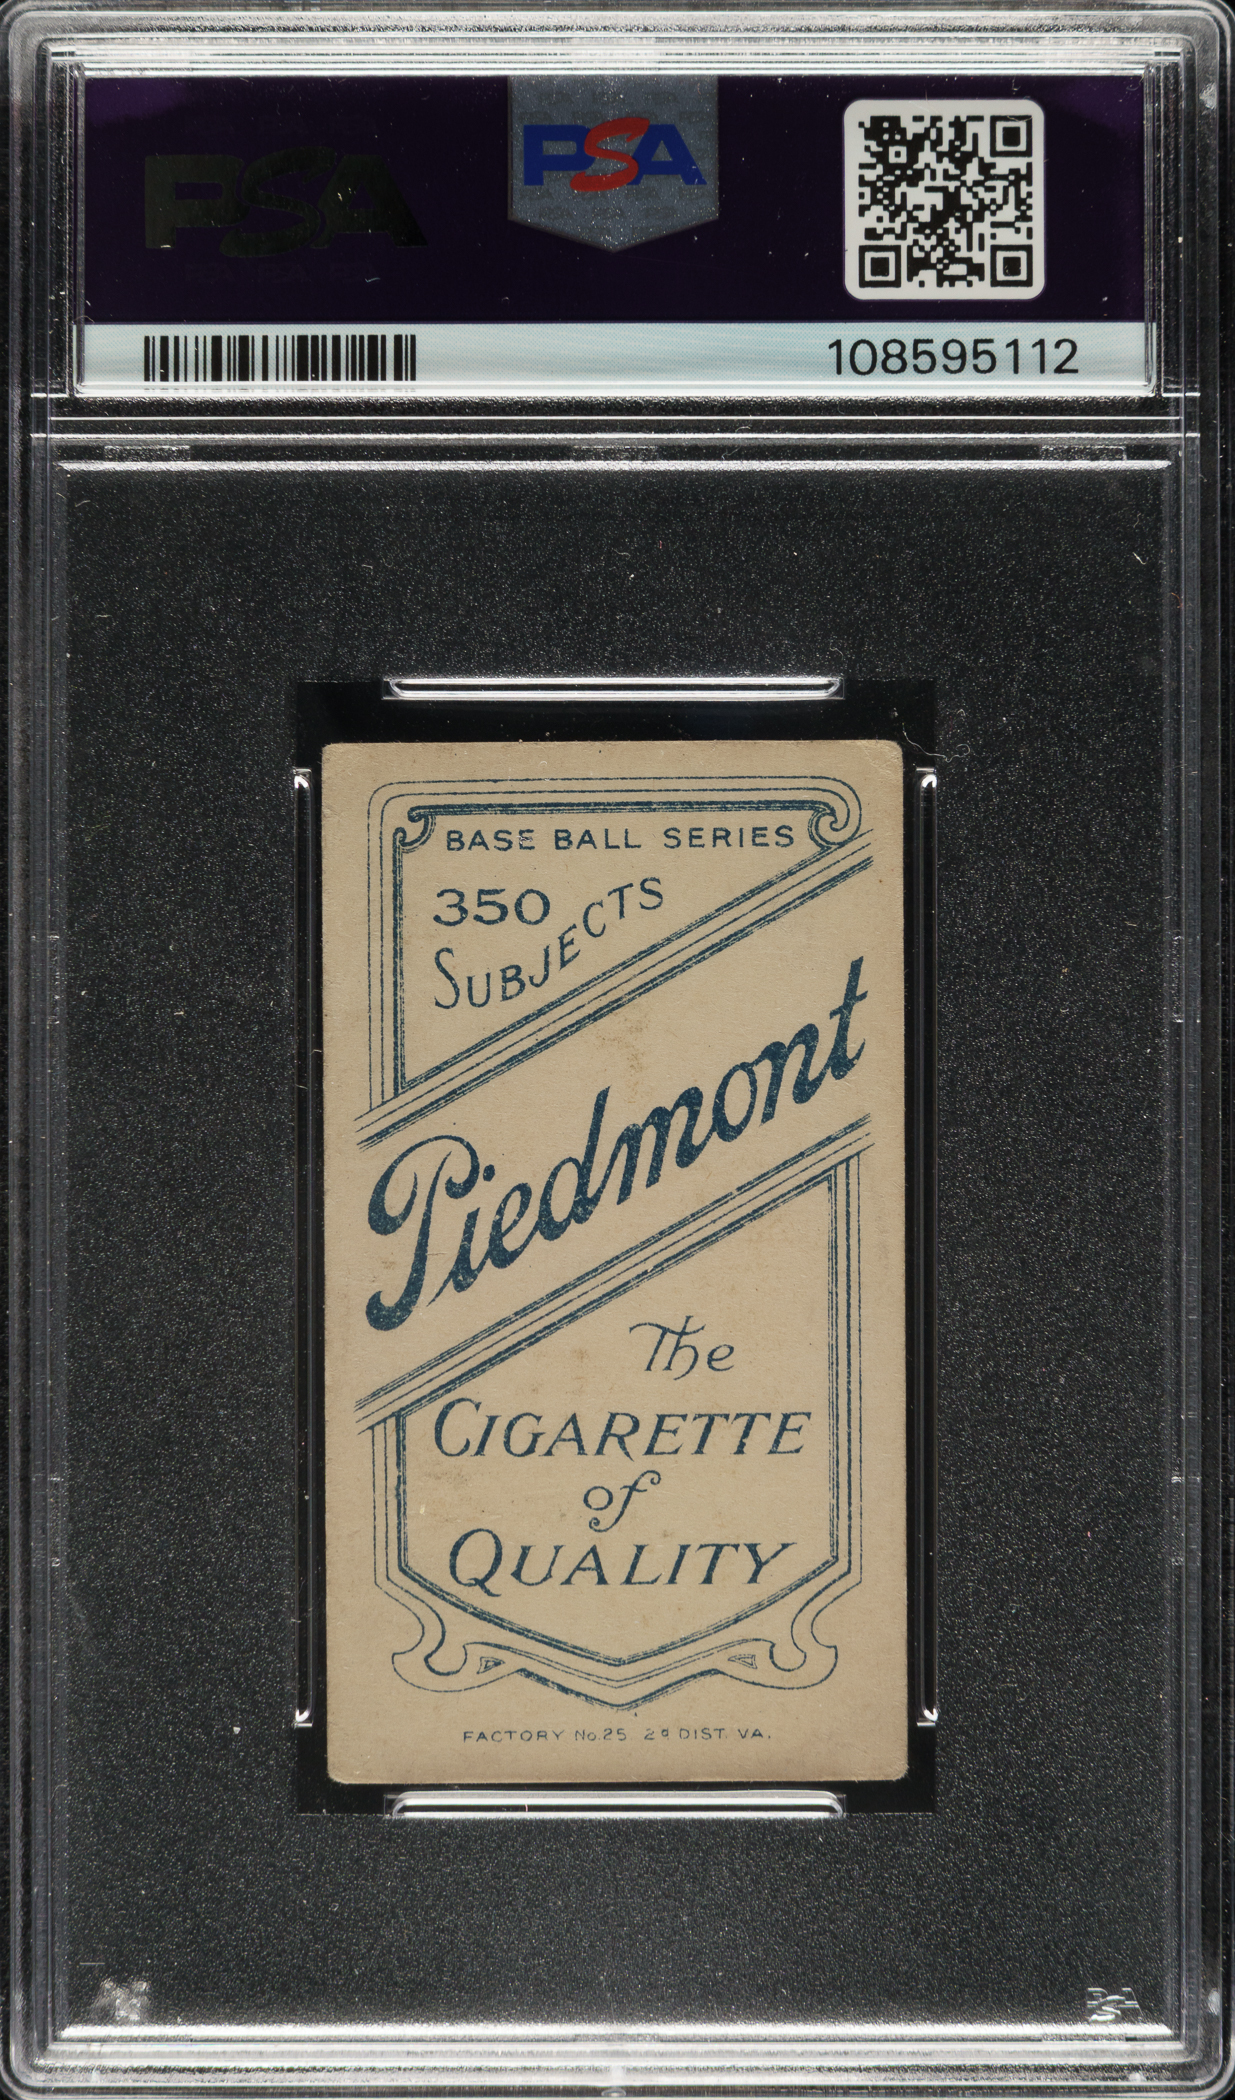 PSA
PSA
108595112
BASE BALL SERIES
350
SUBJECTS
Piedmont
The
CIGARETTE
of
QUALITY
FACTORY No. 25 2d DIST. VA.
PSA